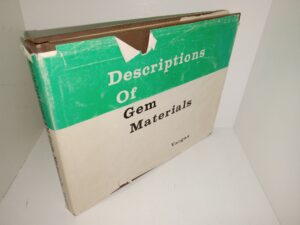 Descriptions
Of
Gem
Materials
Vargas